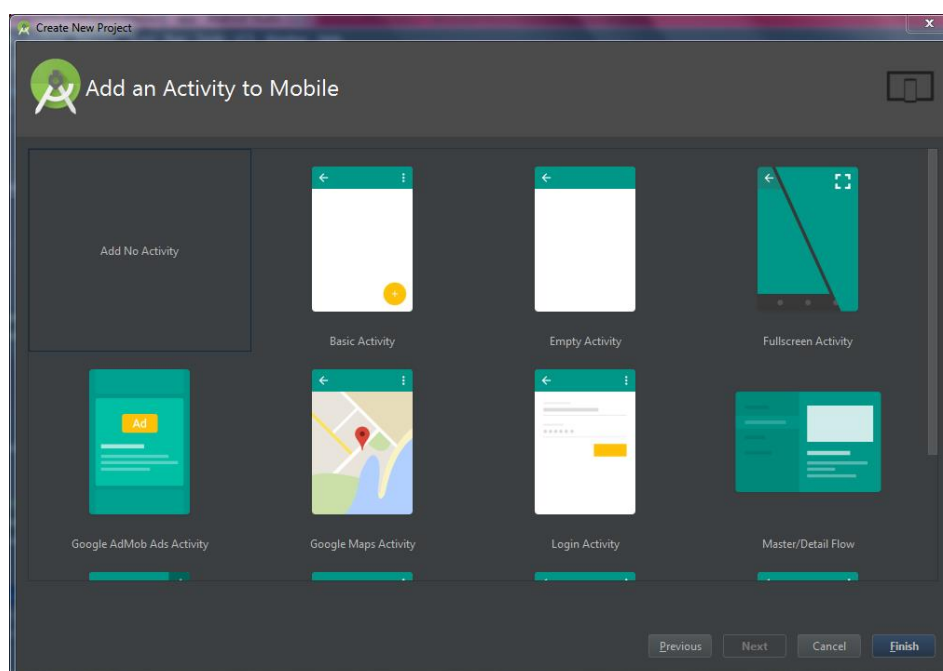 Create New Project
Add an Activity to Mobile
Add No Activity
Basic Activity
Empty Activity
Fullscreen Activity
Ad
Google AdMob Ads Activity
Google Maps Activity
Login Activity
Master/Detail Flow
Previous
Next
Cancel
Finish